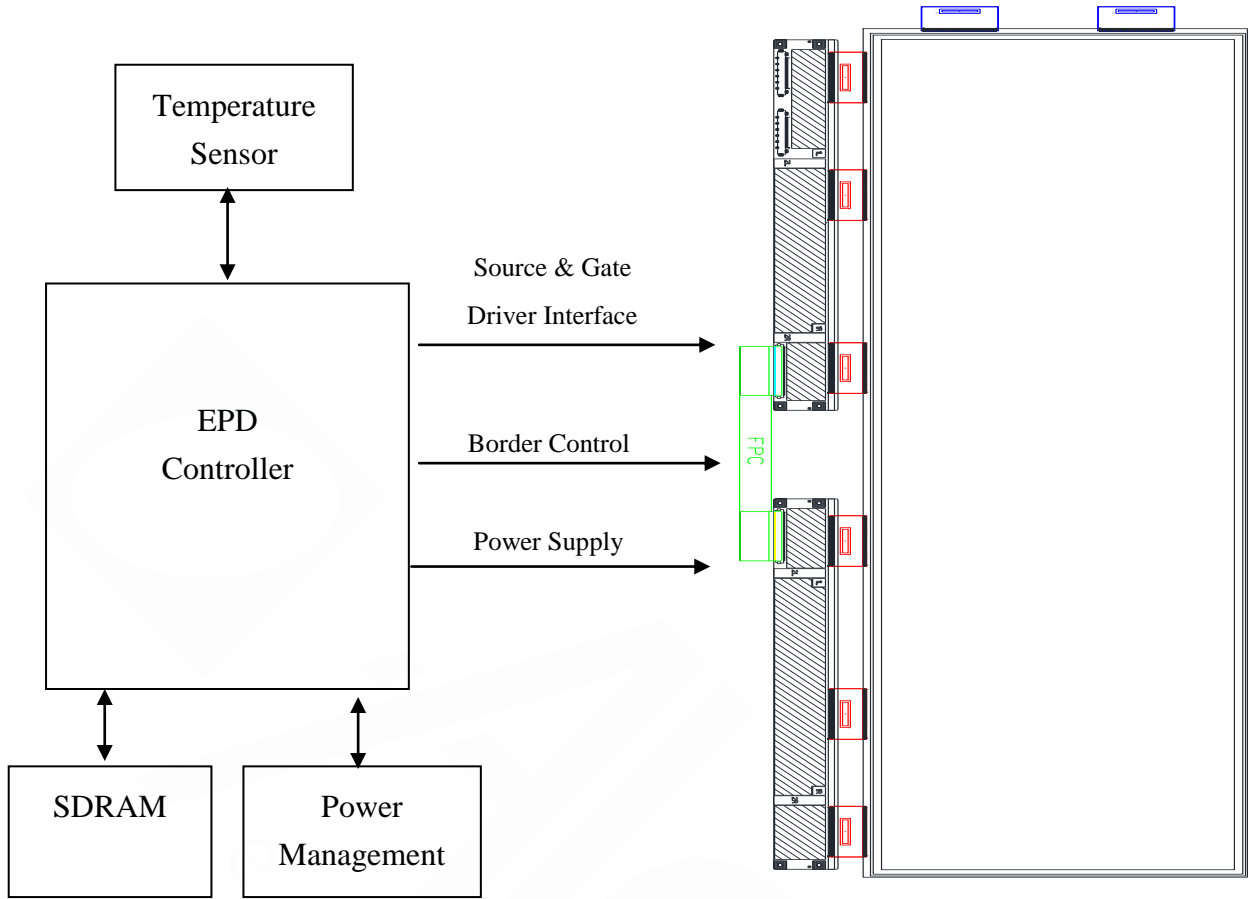 Temperature
Sensor
Source & Gate
Driver Interface
EPD
Controller
Border Control
Power Supply
FPC
SDRAM
Power
Management